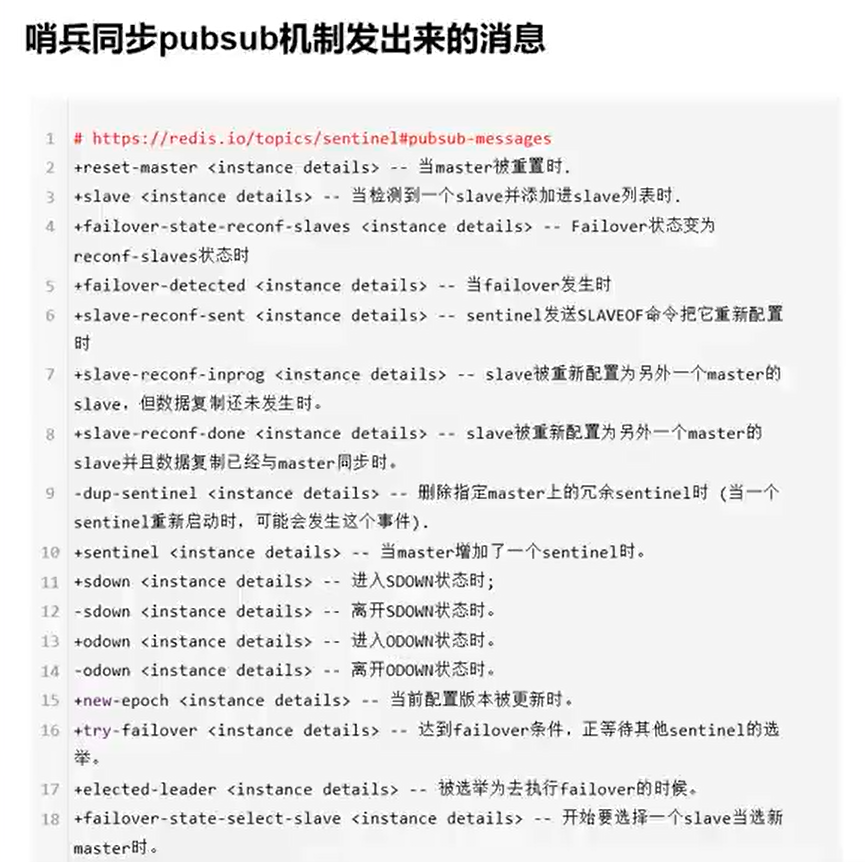 哨兵同步pubsub机制发出来的消息
1 # https://redis.io/topics/sentinel#pubsub-messages
2 +reset-master <instance details> -- 当master被重置时.
3 +slave <instance details> -- 当检测到一个slave并添加进slave列表时.
4 +failover-state-reconf-slaves <instance details> -- Failover状态变为
reconf-slaves状态时
5 +failover-detected <instance details> -- 当failover发生时
6 +slave-reconf-sent <instance details> -- sentinel发送SLAVEOF命令把它重新配置
时
7 +slave-reconf-inprog <instance details> -- slave被重新配置为另外一个master的
slave，但数据复制还未发生时。
8 +slave-reconf-done <instance details> -- slave被重新配置为另外一个master的
slave并且数据复制已经与master同步时。
9 -dup-sentinel <instance details> -- 删除指定master上的冗余sentinel时 (当一个
sentinel重新启动时，可能会发生这个事件).
10 +sentinel <instance details> -- 当master增加了一个sentinel时。
11 +sdown <instance details> -- 进入SDOWN状态时;
12 -sdown <instance details> -- 离开SDOWN状态时。
13 +odown <instance details> -- 进入ODOWN状态时。
14 -odown <instance details> -- 离开ODOWN状态时。
15 +new-epoch <instance details> -- 当前配置版本被更新时。
16 +try-failover <instance details> -- 达到failover条件，正等待其他sentinel的选
举。
17 +elected-leader <instance details> -- 被选举为去执行failover的时候。
18 +failover-state-select-slave <instance details> -- 开始要选择一个slave当选新
master时。